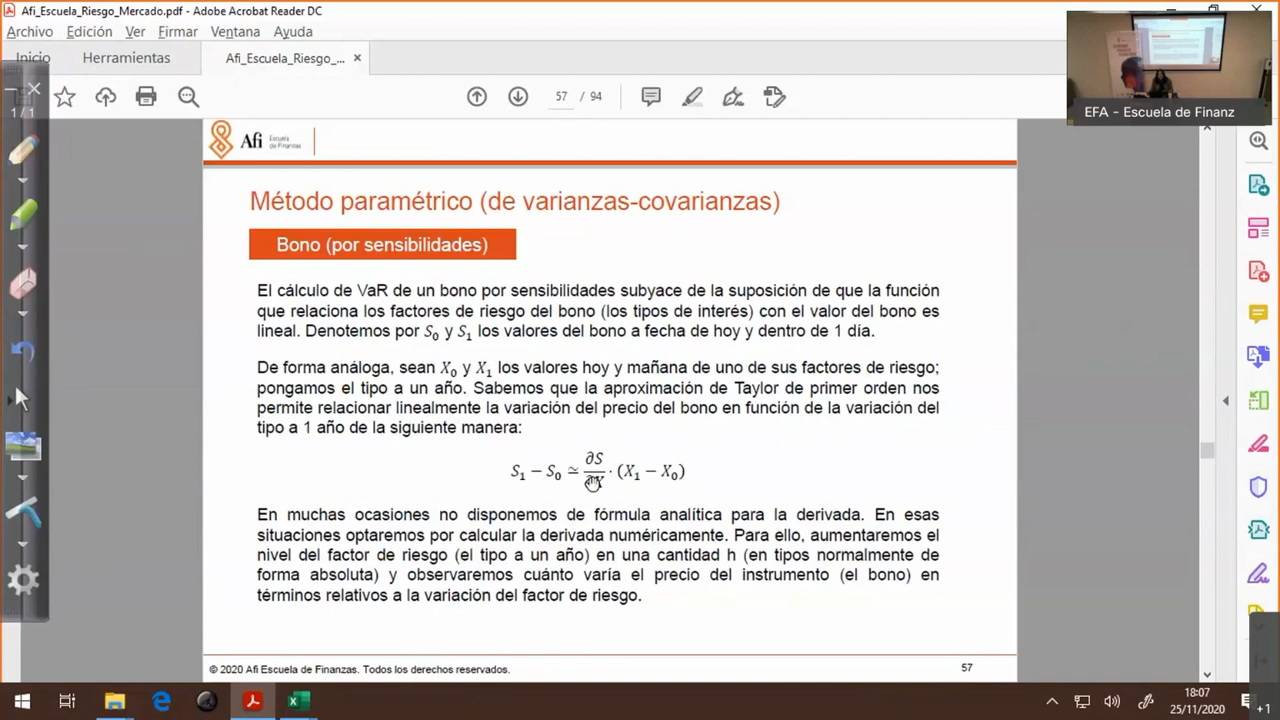 Afi_Escuela_Riesgo_Mercado.pdf - Adobe Acrobat Reader DC
Archivo Edición Ver Firmar Ventana Ayuda
Inicio Herramientas Afi_Escuela_Riesgo_...
1/1
57 / 94
EFA - Escuela de Finanz
Afi Escuela de Finanzas
Método paramétrico (de varianzas-covarianzas)
Bono (por sensibilidades)
El cálculo de VaR de un bono por sensibilidades subyace de la suposición de que la función
que relaciona los factores de riesgo del bono (los tipos de interés) con el valor del bono es
lineal. Denotemos por S₀ y S₁ los valores del bono a fecha de hoy y dentro de 1 día.
De forma análoga, sean X₀ y X₁ los valores hoy y mañana de uno de sus factores de riesgo;
pongamos el tipo a un año. Sabemos que la aproximación de Taylor de primer orden nos
permite relacionar linealmente la variación del precio del bono en función de la variación del
tipo a 1 año de la siguiente manera:
S₁ − S₀ ≃ ∂S/∂X · (X₁ − X₀)
En muchas ocasiones no disponemos de fórmula analítica para la derivada. En esas
situaciones optaremos por calcular la derivada numéricamente. Para ello, aumentaremos el
nivel del factor de riesgo (el tipo a un año) en una cantidad h (en tipos normalmente de
forma absoluta) y observaremos cuánto varía el precio del instrumento (el bono) en
términos relativos a la variación del factor de riesgo.
© 2020 Afi Escuela de Finanzas. Todos los derechos reservados.
57
18:07
25/11/2020
+1